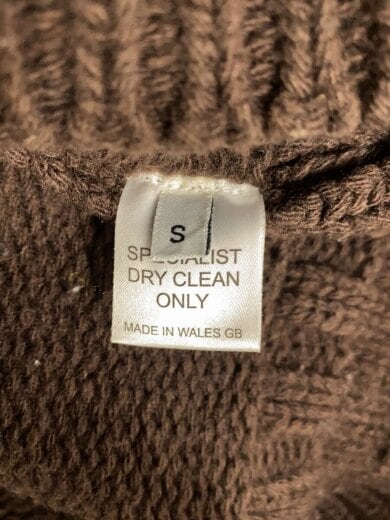 S
SPECIALIST
DRY CLEAN
ONLY
MADE IN WALES GB